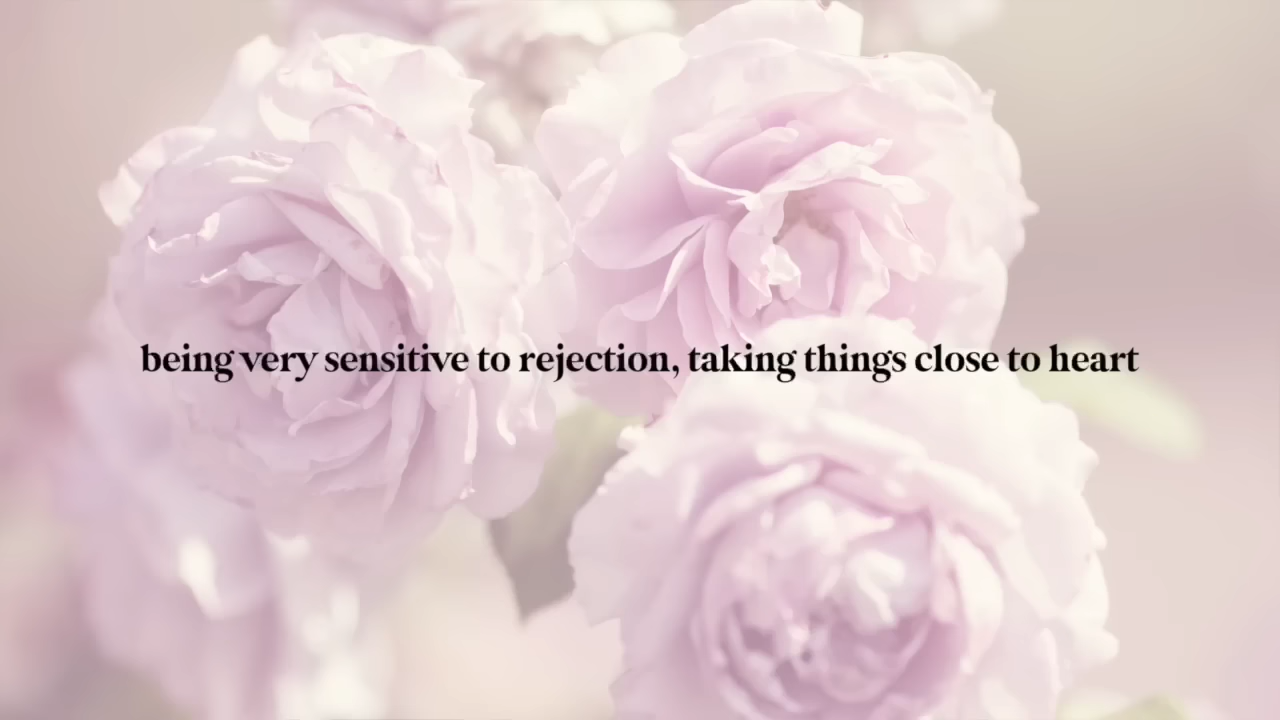 being very sensitive to rejection, taking things close to heart